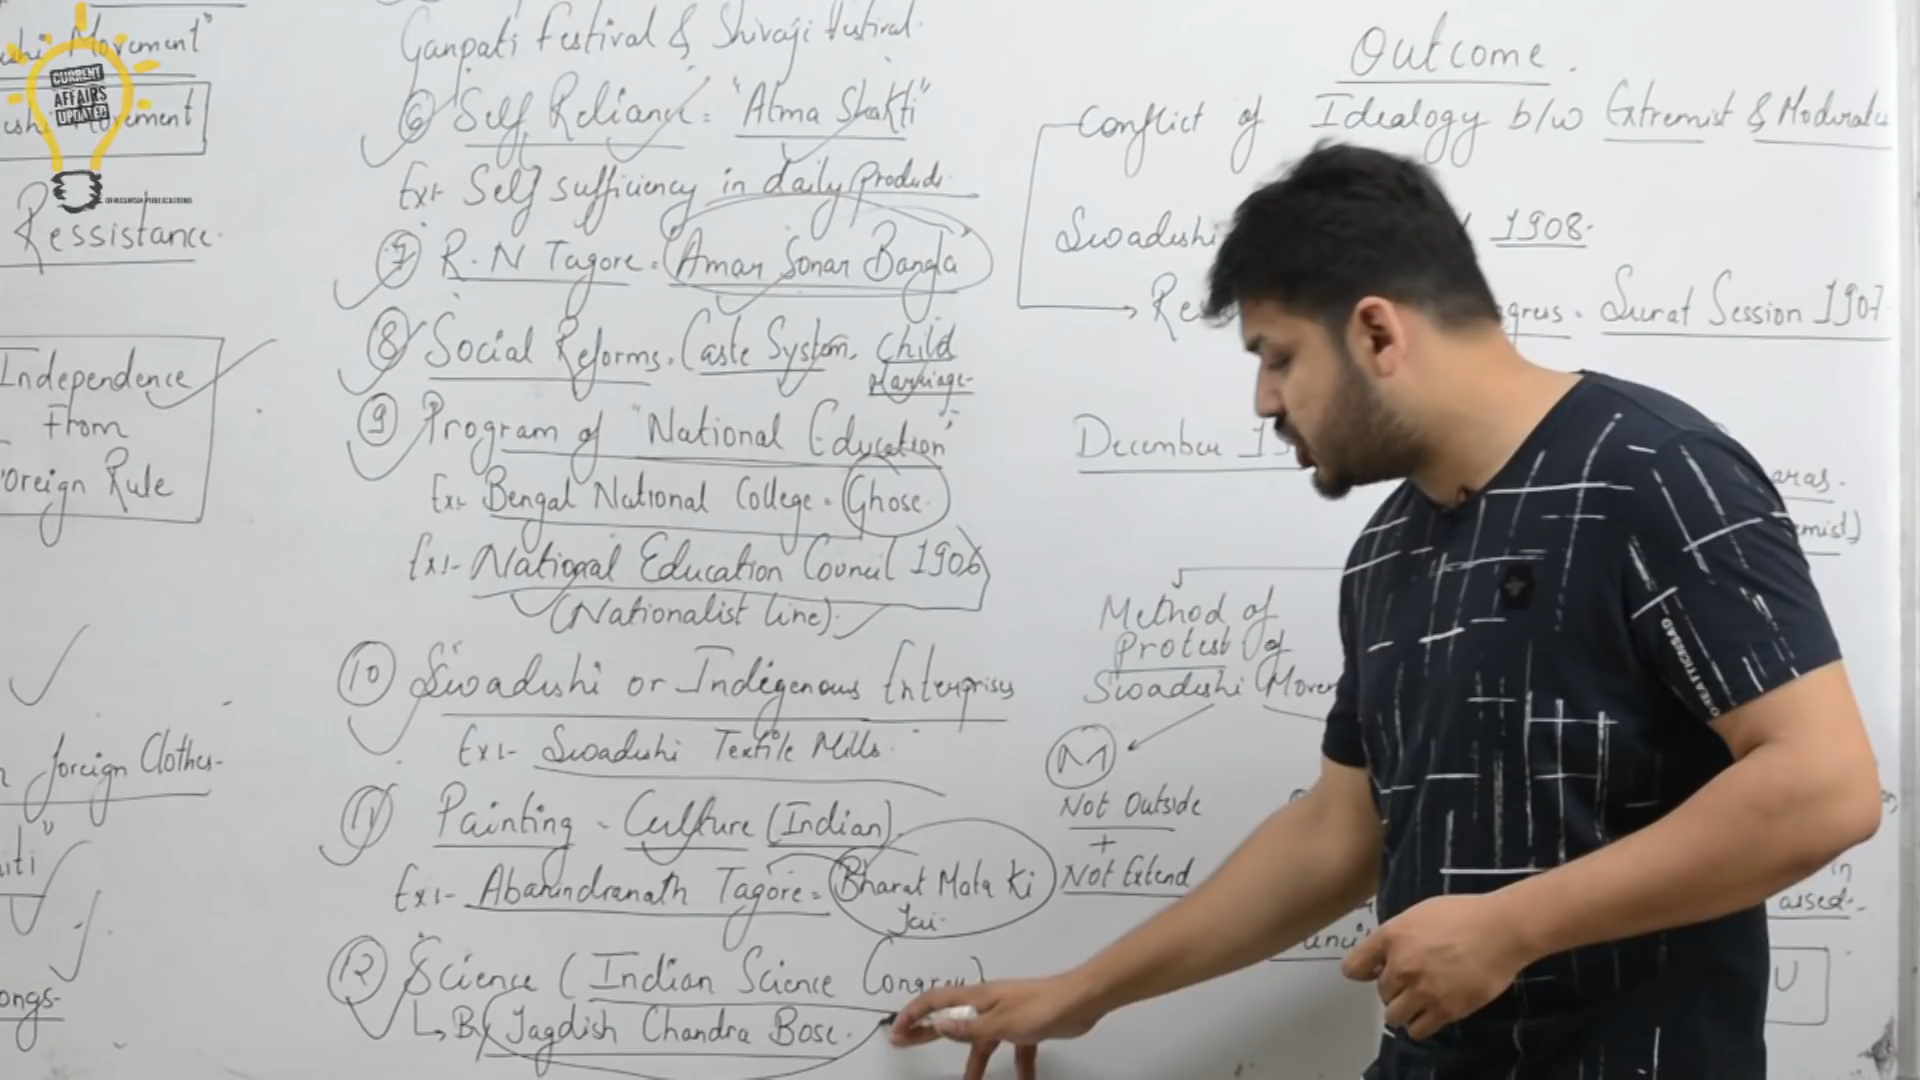 Movement"
CURRENT
AFFAIRS
UPDATED
Movement
Ressistance
Independence
From
Foreign Rule
foreign Clothes
Ganpati Festival & Shivaji Festival.
⑥ Self Reliance = "Atma Shakti"
Ex:- Self sufficiency in daily products.
⑦ R.N Tagore = Amar Sonar Bangla
⑧ Social Reforms. Caste System, Child
Marriage
⑨ Program of "National Education"
Ex:- Bengal National College = Ghose.
Ex:- National Education Council 1906
(Nationalist line).
⑩ Swadeshi or Indigenous Enterprises
Ex:- Swadeshi Textile Mills.
⑪ Painting - Culture (Indian)
Ex:- Abanindranath Tagore = Bharat Mata Ki
Jai.
⑫ Science (Indian Science Congress)
↳ By Jagdish Chandra Bose.
Outcome.
Conflict of Idealogy b/w Extremist &
Swadeshi 1908.
Surat Session 1907
December
Method of
Protest of
Swadeshi
M
Not Outside
+
Not Extend
in
U
CREATIONSAD